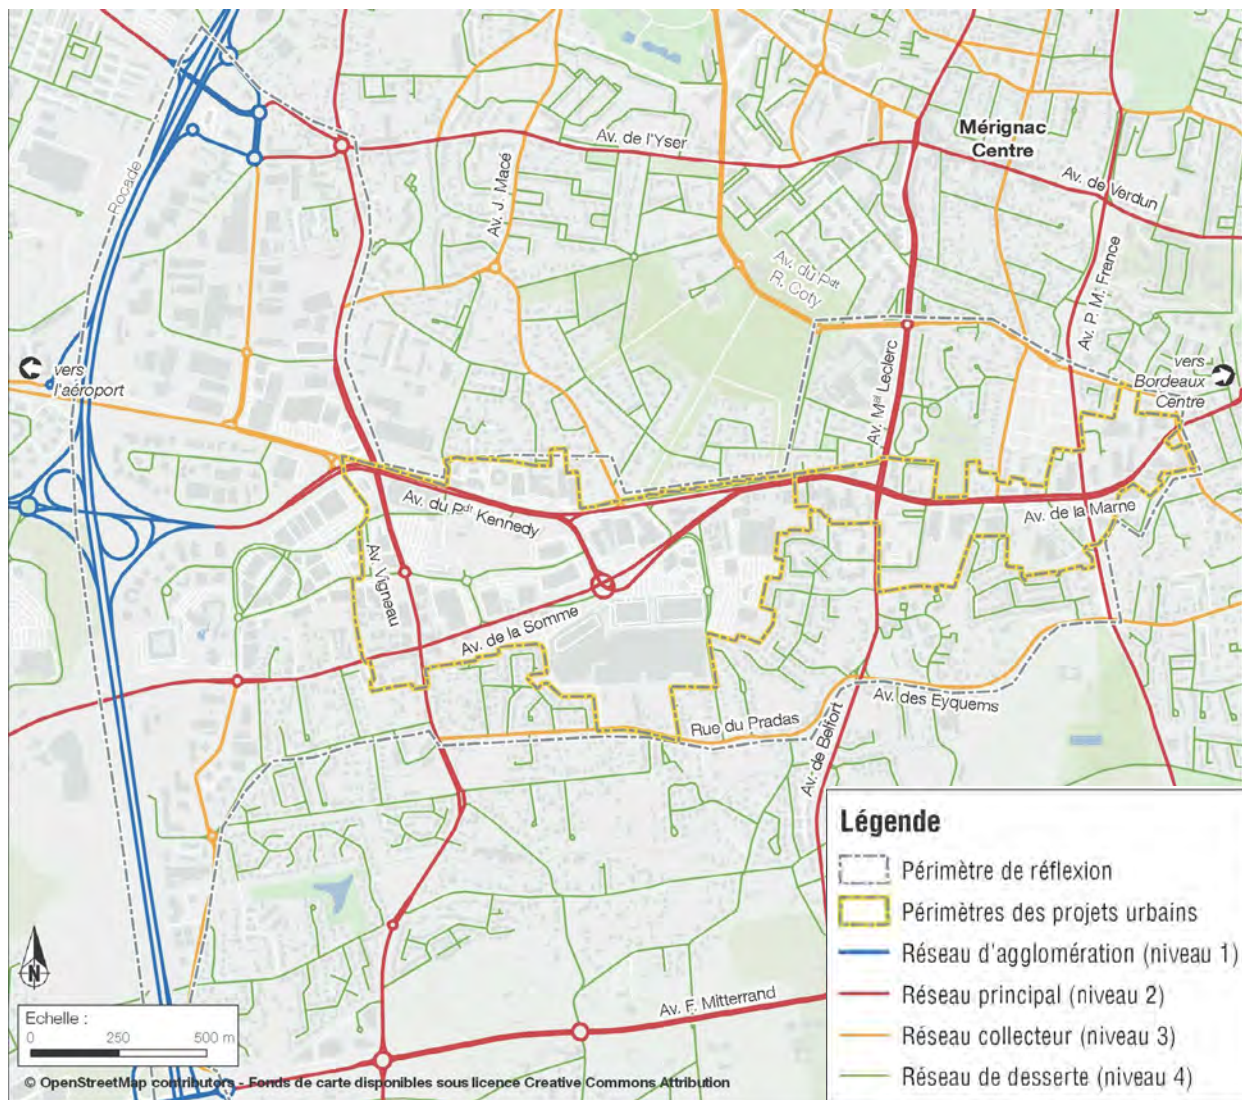 Av. de l'Yser
Mérignac
Centre
Rocade
Av. J. Macé
Av. de Verdun
Av. du Pdt
R. Coty
Av. P. M. France
vers
l'aéroport
Av. Mal Leclerc
vers
Bordeaux
Centre
Av. du Pdt Kennedy
Av. de la Marne
Av. Vigneau
Av. de la Somme
Rue du Pradas
Av. des Eyquems
Av. de Belfort
Av. F. Mitterrand
N
Echelle :
0 250 500 m
© OpenStreetMap contributors - Fonds de carte disponibles sous licence Creative Commons Attribution
Légende
Périmètre de réflexion
Périmètres des projets urbains
Réseau d'agglomération (niveau 1)
Réseau principal (niveau 2)
Réseau collecteur (niveau 3)
Réseau de desserte (niveau 4)